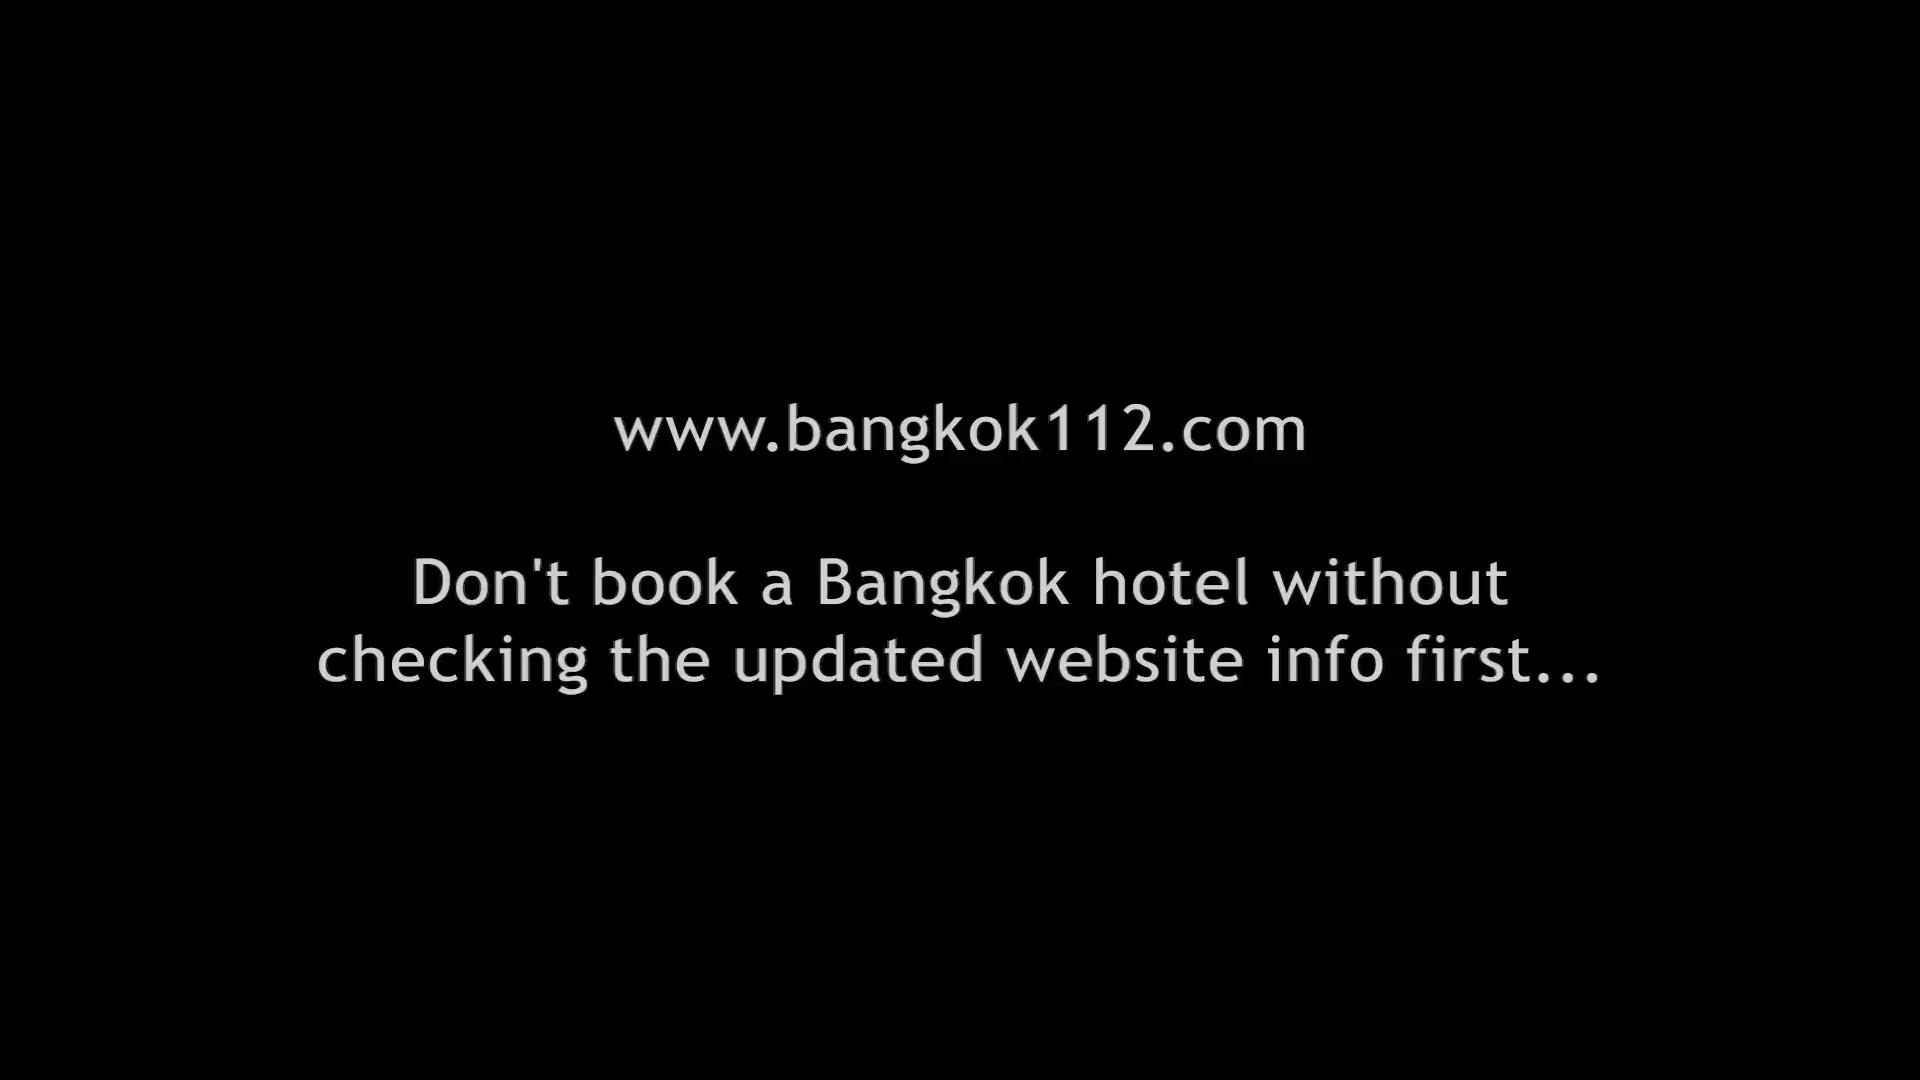 www.bangkok112.com
Don't book a Bangkok hotel without
checking the updated website info first...